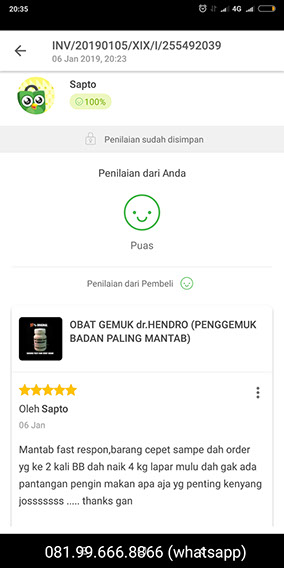 20:35
4G
INV/20190105/XIX/I/255492039
06 Jan 2019, 20:23
Sapto
100%
Penilaian sudah disimpan
Penilaian dari Anda
Puas
Penilaian dari Pembeli
OBAT GEMUK dr.HENDRO (PENGGEMUK
BADAN PALING MANTAB)
Oleh Sapto
06 Jan
Mantab fast respon,barang cepet sampe dah order
yg ke 2 kali BB dah naik 4 kg lapar mulu dah gak ada
pantangan pengin makan apa aja yg penting kenyang
josssssss ..... thanks gan
081.99.666.8866 (whatsapp)